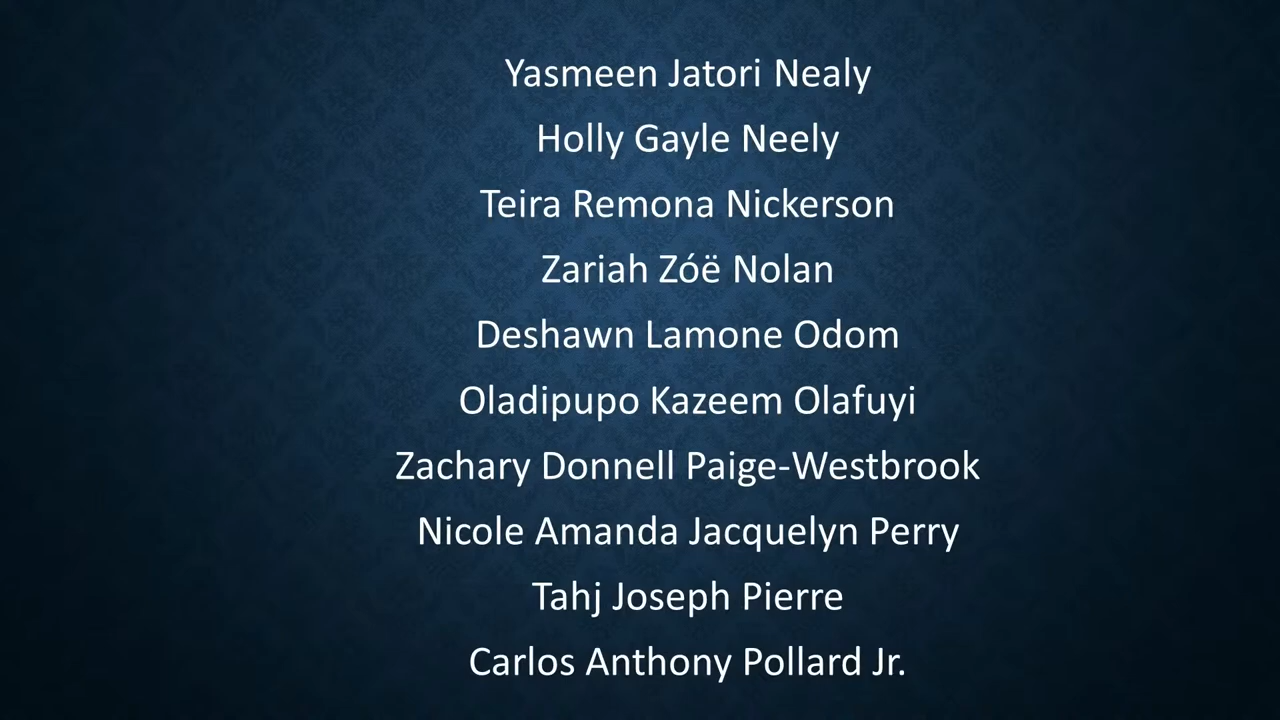 Yasmeen Jatori Nealy
Holly Gayle Neely
Teira Remona Nickerson
Zariah Zóë Nolan
Deshawn Lamone Odom
Oladipupo Kazeem Olafuyi
Zachary Donnell Paige-Westbrook
Nicole Amanda Jacquelyn Perry
Tahj Joseph Pierre
Carlos Anthony Pollard Jr.